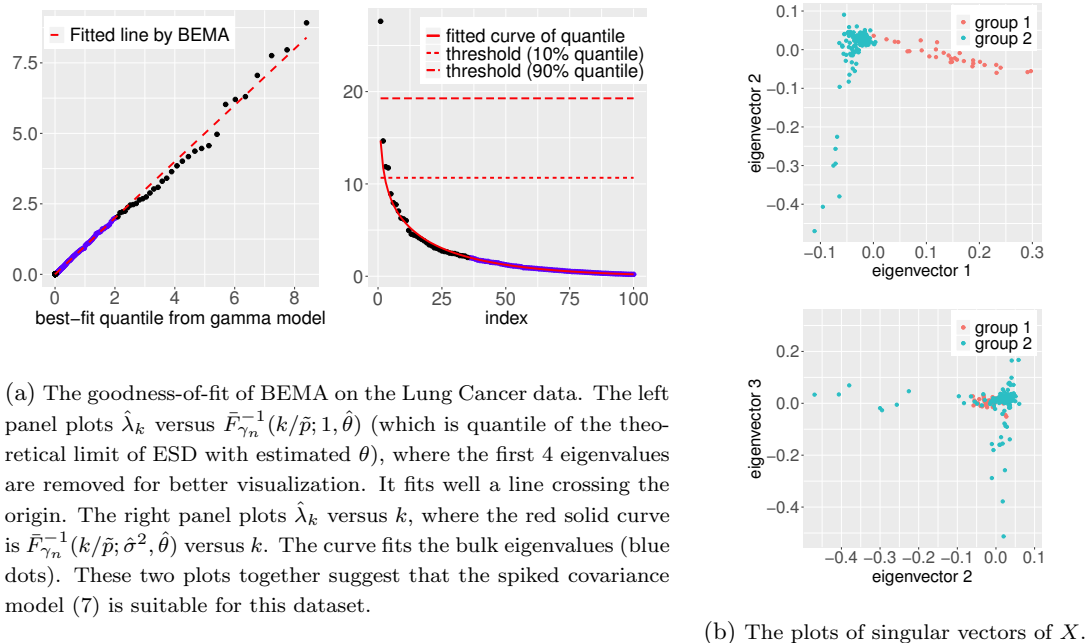 Fitted line by BEMA
7.5
5.0
2.5
0.0
0 2 4 6 8
best−fit quantile from gamma model
fitted curve of quantile
threshold (10% quantile)
threshold (90% quantile)
20
10
0
0 25 50 75 100
index
(a) The goodness-of-fit of BEMA on the Lung Cancer data. The left
panel plots λ̂ₖ versus F̄⁻¹_{γₙ}(k/p̃; 1, θ̂) (which is quantile of the theo-
retical limit of ESD with estimated θ), where the first 4 eigenvalues
are removed for better visualization. It fits well a line crossing the
origin. The right panel plots λ̂ₖ versus k, where the red solid curve
is F̄⁻¹_{γₙ}(k/p̃; σ̂², θ̂) versus k. The curve fits the bulk eigenvalues (blue
dots). These two plots together suggest that the spiked covariance
model (7) is suitable for this dataset.
group 1
group 2
0.1
0.0
−0.1
−0.2
−0.3
−0.4
eigenvector 2
−0.1 0.0 0.1 0.2 0.3
eigenvector 1
group 1
group 2
0.2
0.0
−0.2
−0.4
eigenvector 3
−0.4 −0.3 −0.2 −0.1 0.0 0.1
eigenvector 2
(b) The plots of singular vectors of X.